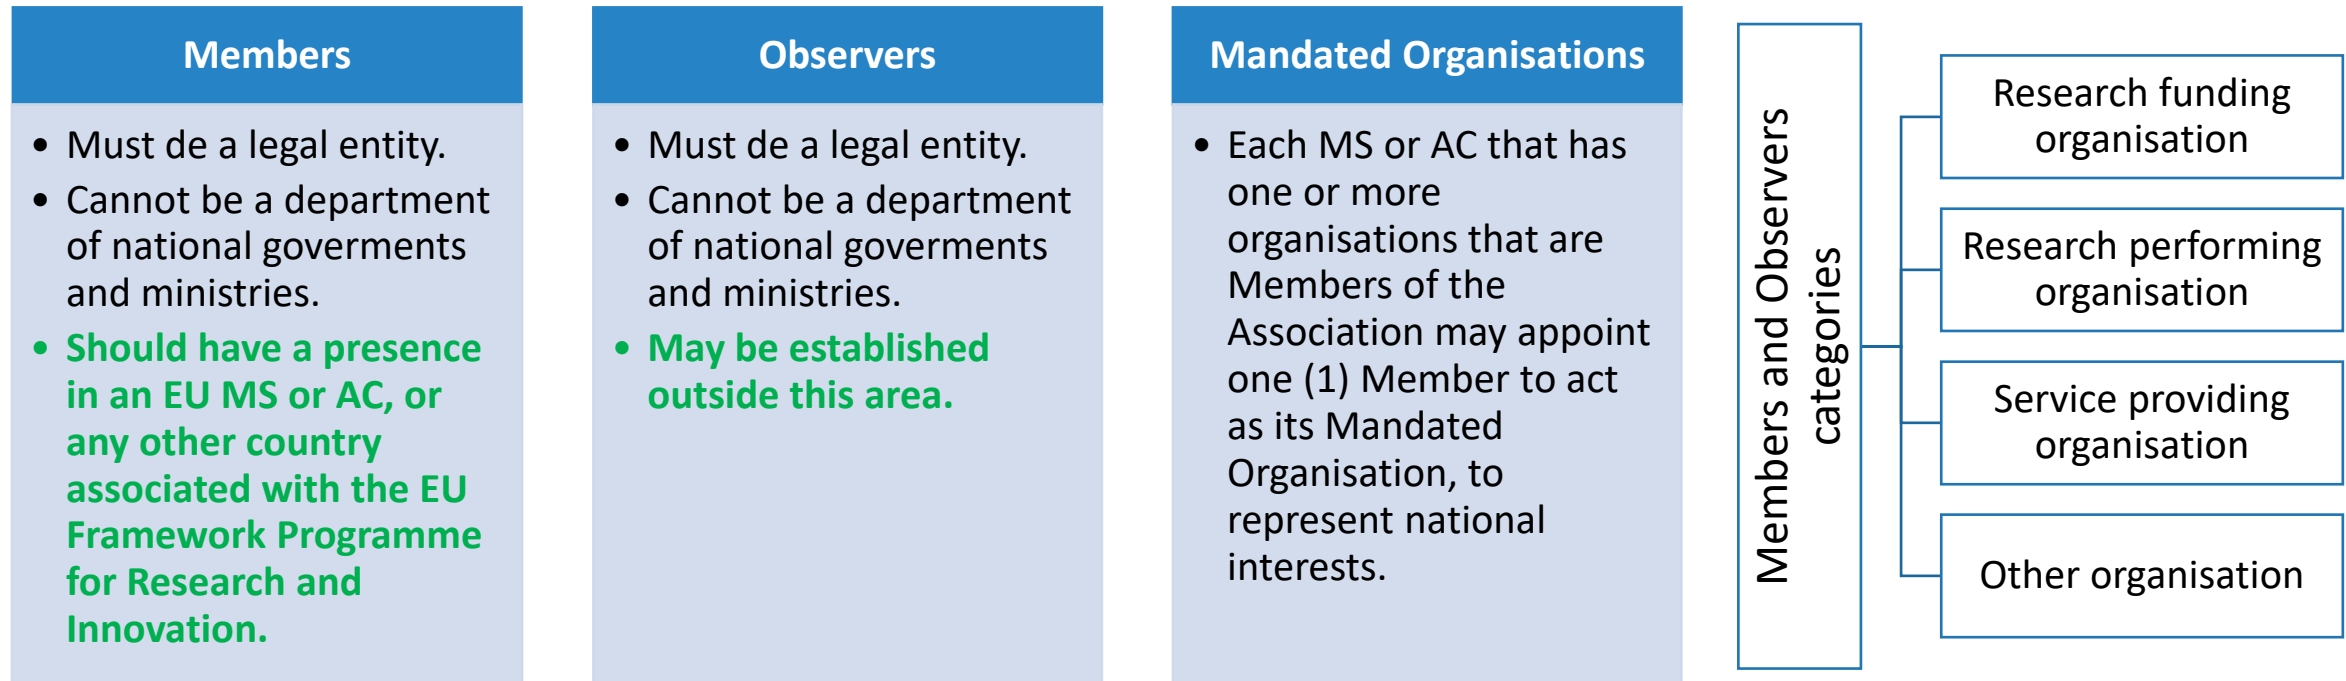 Members
• Must de a legal entity.
• Cannot be a department
of national goverments
and ministries.
• Should have a presence
in an EU MS or AC, or
any other country
associated with the EU
Framework Programme
for Research and
Innovation.
Observers
• Must de a legal entity.
• Cannot be a department
of national goverments
and ministries.
• May be established
outside this area.
Mandated Organisations
• Each MS or AC that has
one or more
organisations that are
Members of the
Association may appoint
one (1) Member to act
as its Mandated
Organisation, to
represent national
interests.
Members and Observers
categories
Research funding
organisation
Research performing
organisation
Service providing
organisation
Other organisation